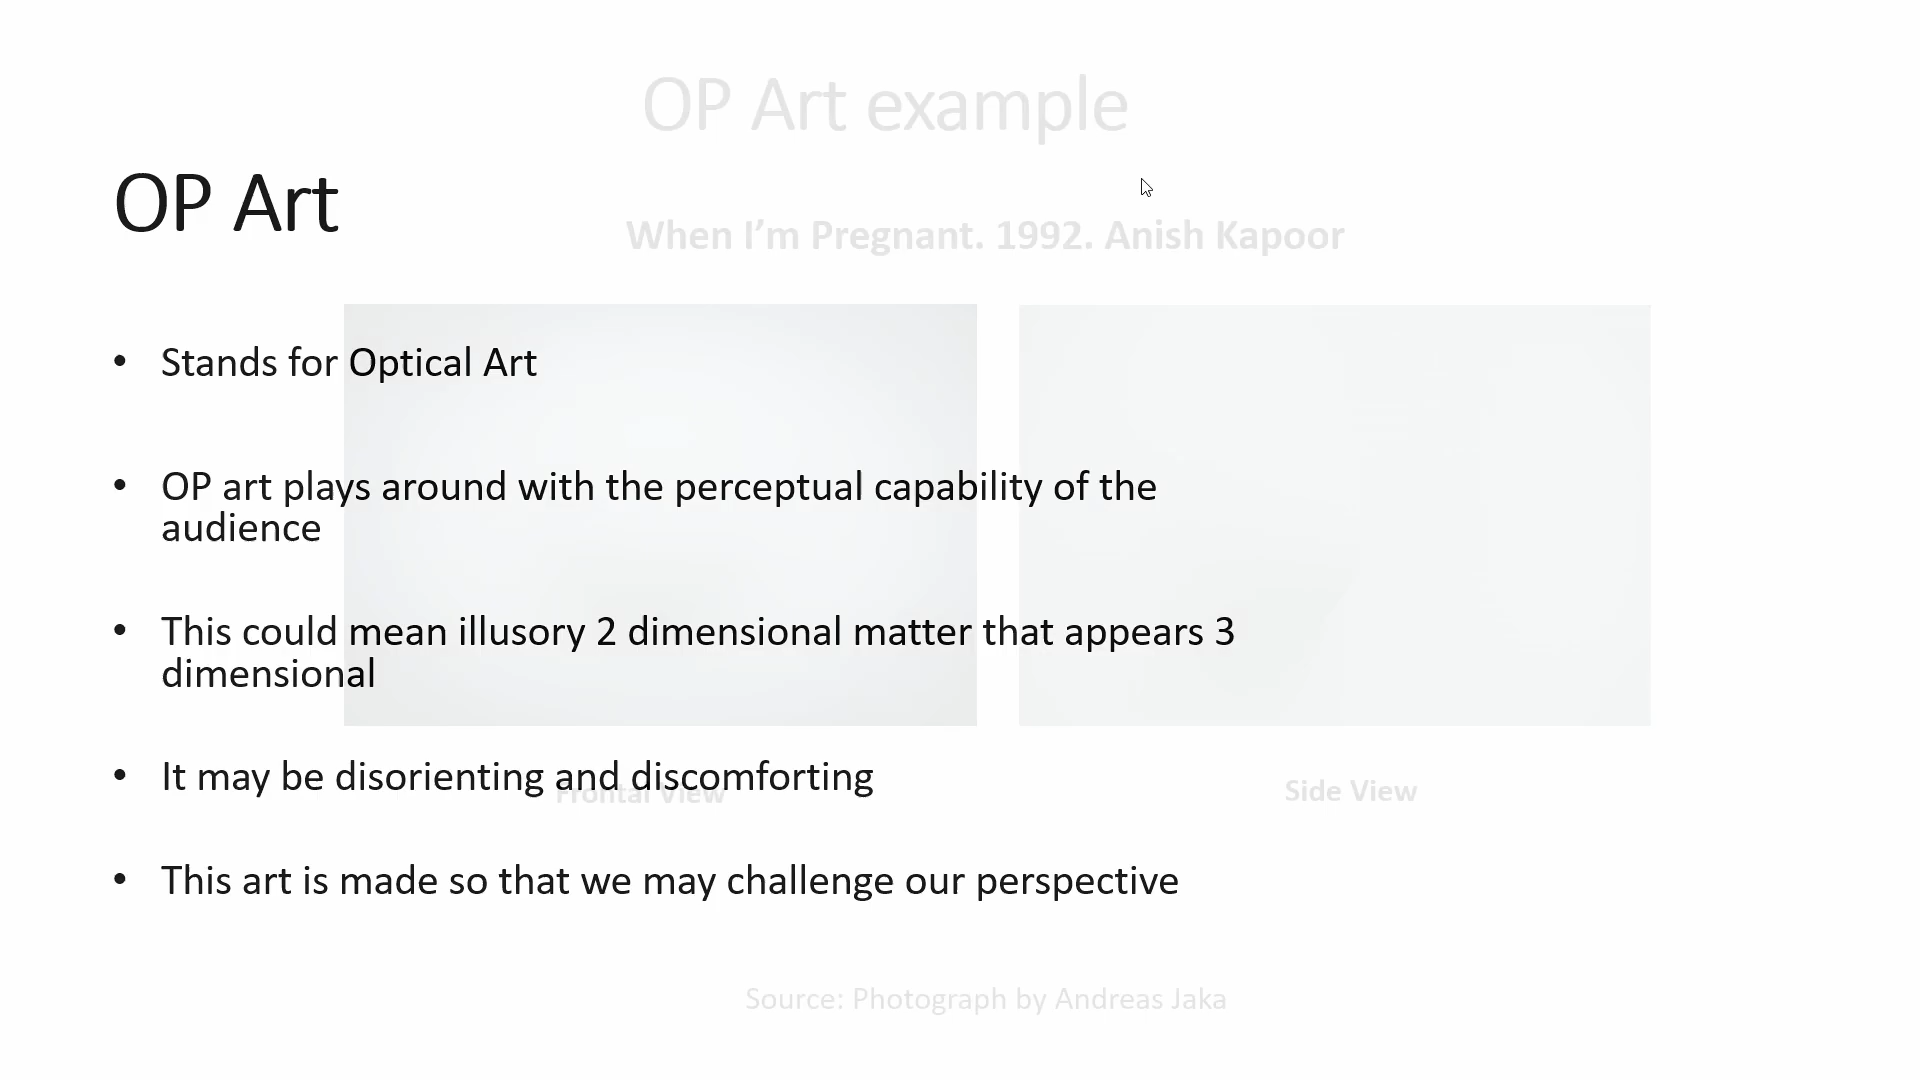 OP Art example
OP Art
When I’m Pregnant. 1992. Anish Kapoor
• Stands for Optical Art
• OP art plays around with the perceptual capability of the
audience
• This could mean illusory 2 dimensional matter that appears 3
dimensional
• It may be disorienting and discomforting
Frontal View
Side View
• This art is made so that we may challenge our perspective
Source: Photograph by Andreas Jaka